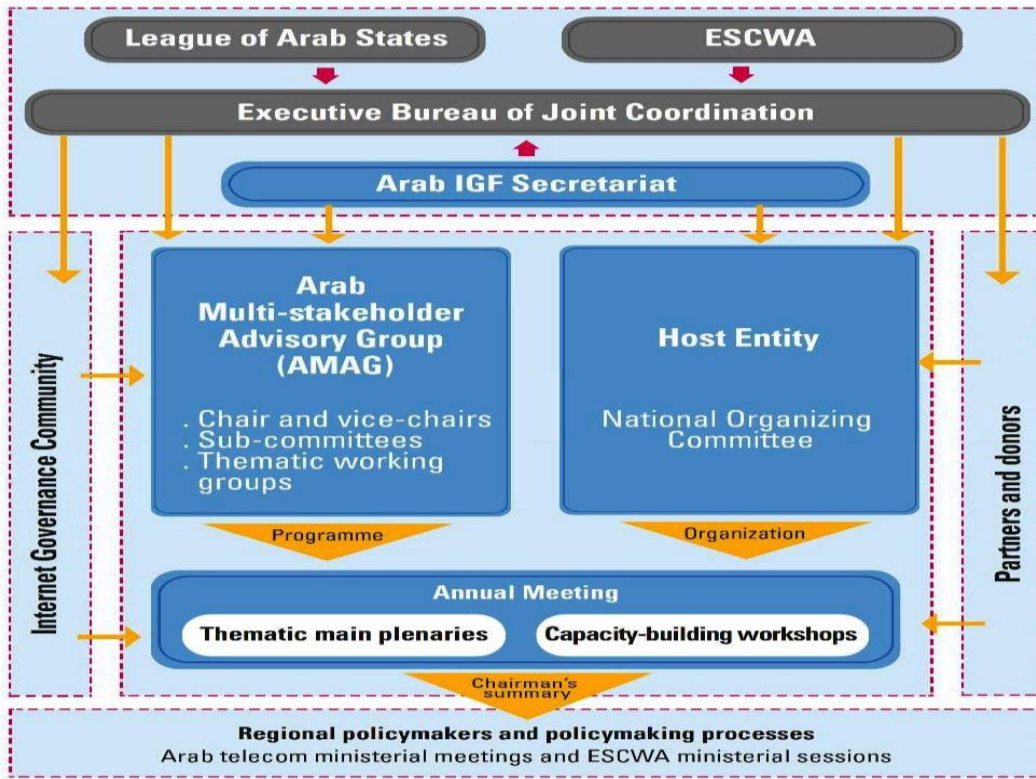 League of Arab States
ESCWA
Executive Bureau of Joint Coordination
Arab IGF Secretariat
Internet Governance Community
Arab
Multi-stakeholder
Advisory Group
(AMAG)
. Chair and vice-chairs
. Sub-committees
. Thematic working
groups
Host Entity
National Organizing
Committee
Partners and donors
Programme
Organization
Annual Meeting
Thematic main plenaries
Capacity-building workshops
Chairman's
summary
Regional policymakers and policymaking processes
Arab telecom ministerial meetings and ESCWA ministerial sessions